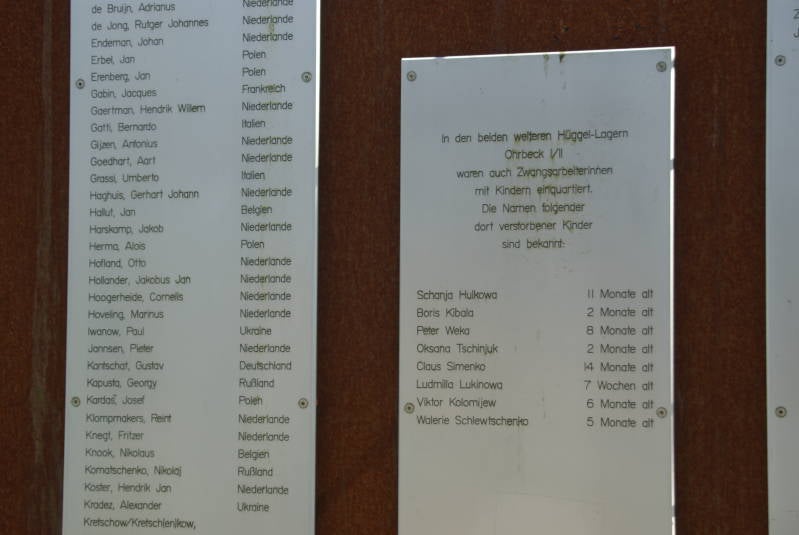 de Bruijn, Adrianus Niederlande
de Jong, Rutger Johannes Niederlande
Endeman, Johan Niederlande
Erbel, Jan Polen
Erenberg, Jan Polen
Gabin, Jacques Frankreich
Gaertman, Hendrik Willem Niederlande
Gatti, Bernardo Italien
Gijzen, Antonius Niederlande
Goedhart, Aart Niederlande
Grassi, Umberto Italien
Haghuis, Gerhart Johann Niederlande
Hallut, Jan Belgien
Harskamp, Jakob Niederlande
Herma, Alois Polen
Hofland, Otto Niederlande
Hollander, Jakobus Jan Niederlande
Hoogerheide, Cornelis Niederlande
Hoveling, Marinus Niederlande
Iwanow, Paul Ukraine
Jannsen, Pieter Niederlande
Kantschat, Gustav Deutschland
Kapusta, Georgy Rußland
Kardaš, Josef Polen
Klompmakers, Reint Niederlande
Knegt, Fritzer Niederlande
Knook, Nikolaus Belgien
Komatschenko, Nikolaj Rußland
Koster, Hendrik Jan Niederlande
Kradez, Alexander Ukraine
Kretschow/Kretsch(en)kow,
In den beiden weiteren Hüggel-Lagern
Ohrbeck I/II
waren auch Zwangsarbeiterinnen
mit Kindern einquartiert.
Die Namen folgender
dort verstorbener Kinder
sind bekannt:
Schanja Hulkowa 11 Monate alt
Boris Kibala 2 Monate alt
Peter Weka 8 Monate alt
Oksana Tschinjuk 2 Monate alt
Claus Simenko 14 Monate alt
Ludmilla Lukinowa 7 Wochen alt
Viktor Kolomijew 6 Monate alt
Walerie Schlewtschenko 5 Monate alt